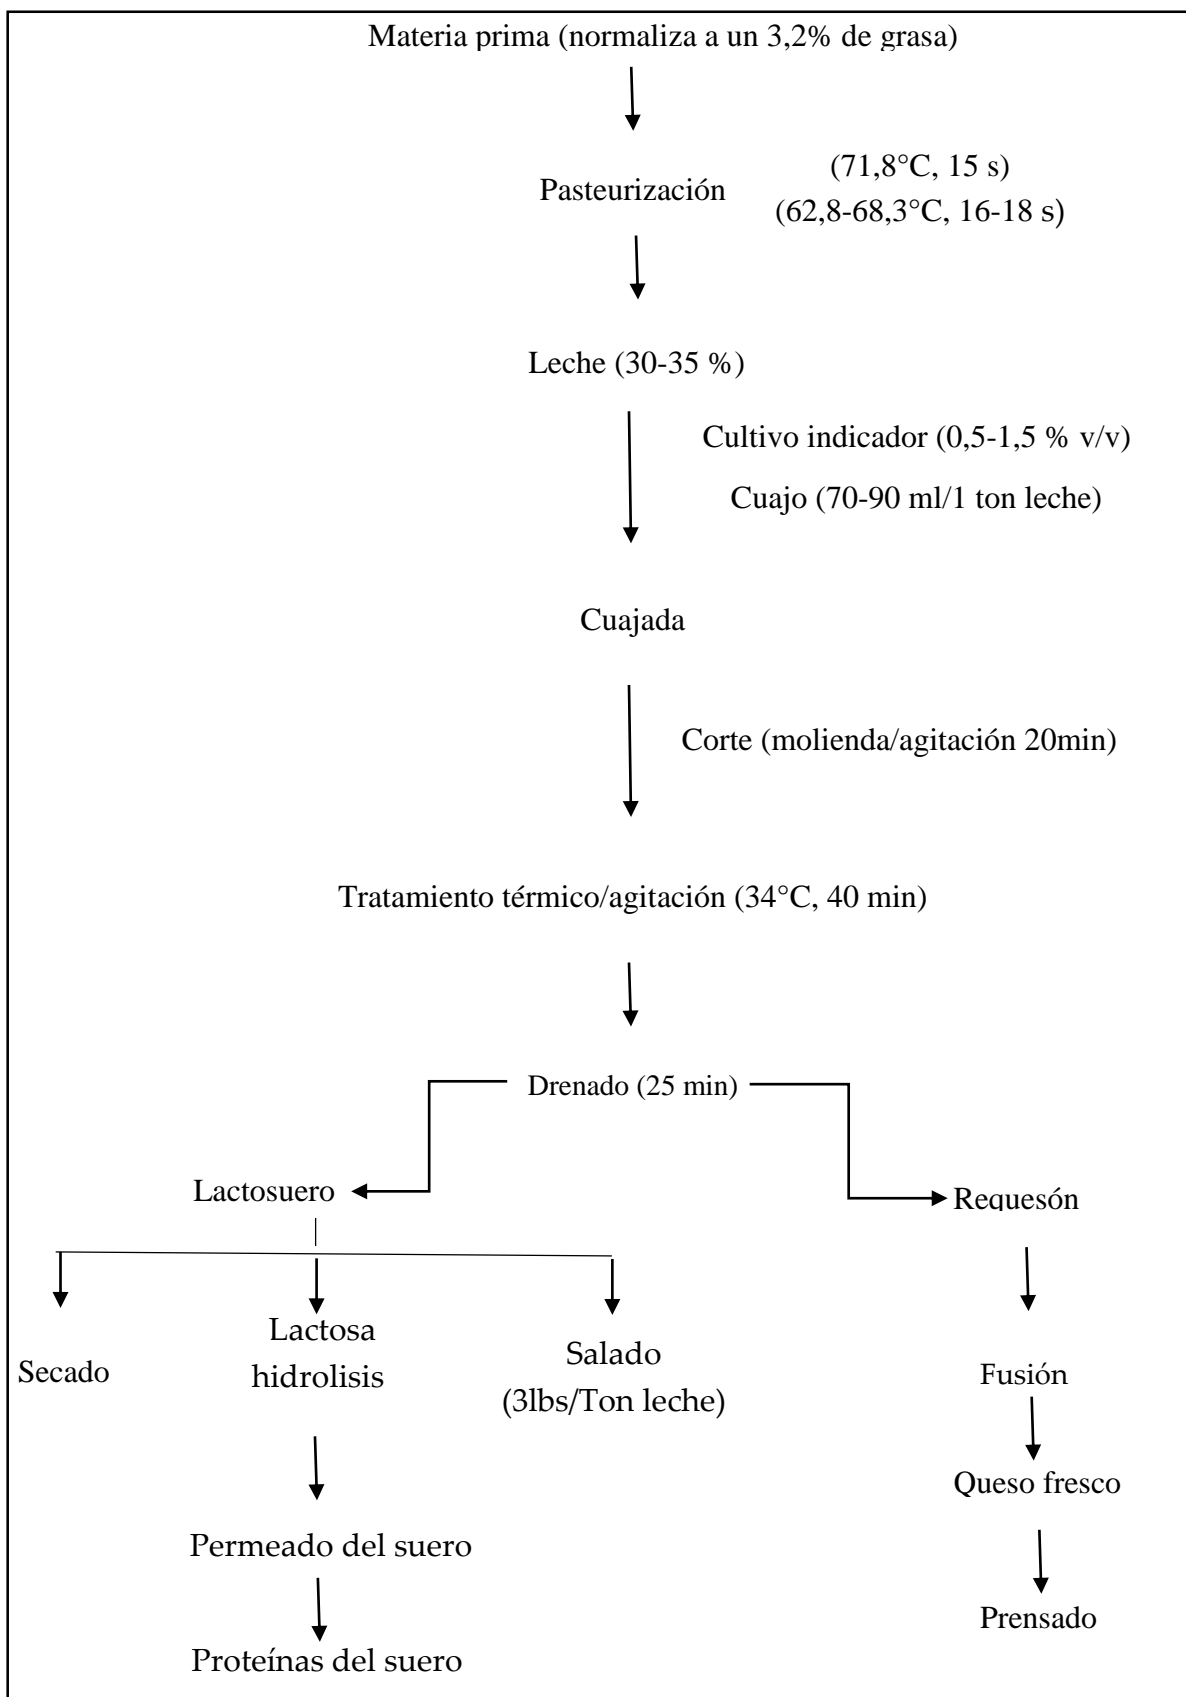 Materia prima (normaliza a un 3,2% de grasa)
Pasteurización
(71,8°C, 15 s)
(62,8-68,3°C, 16-18 s)
Leche (30-35 %)
Cultivo indicador (0,5-1,5 % v/v)
Cuajo (70-90 ml/1 ton leche)
Cuajada
Corte (molienda/agitación 20min)
Tratamiento térmico/agitación (34°C, 40 min)
Drenado (25 min)
Lactosuero
Requesón
Secado
Lactosa
hidrolisis
Salado
(3lbs/Ton leche)
Fusión
Queso fresco
Permeado del suero
Prensado
Proteínas del suero